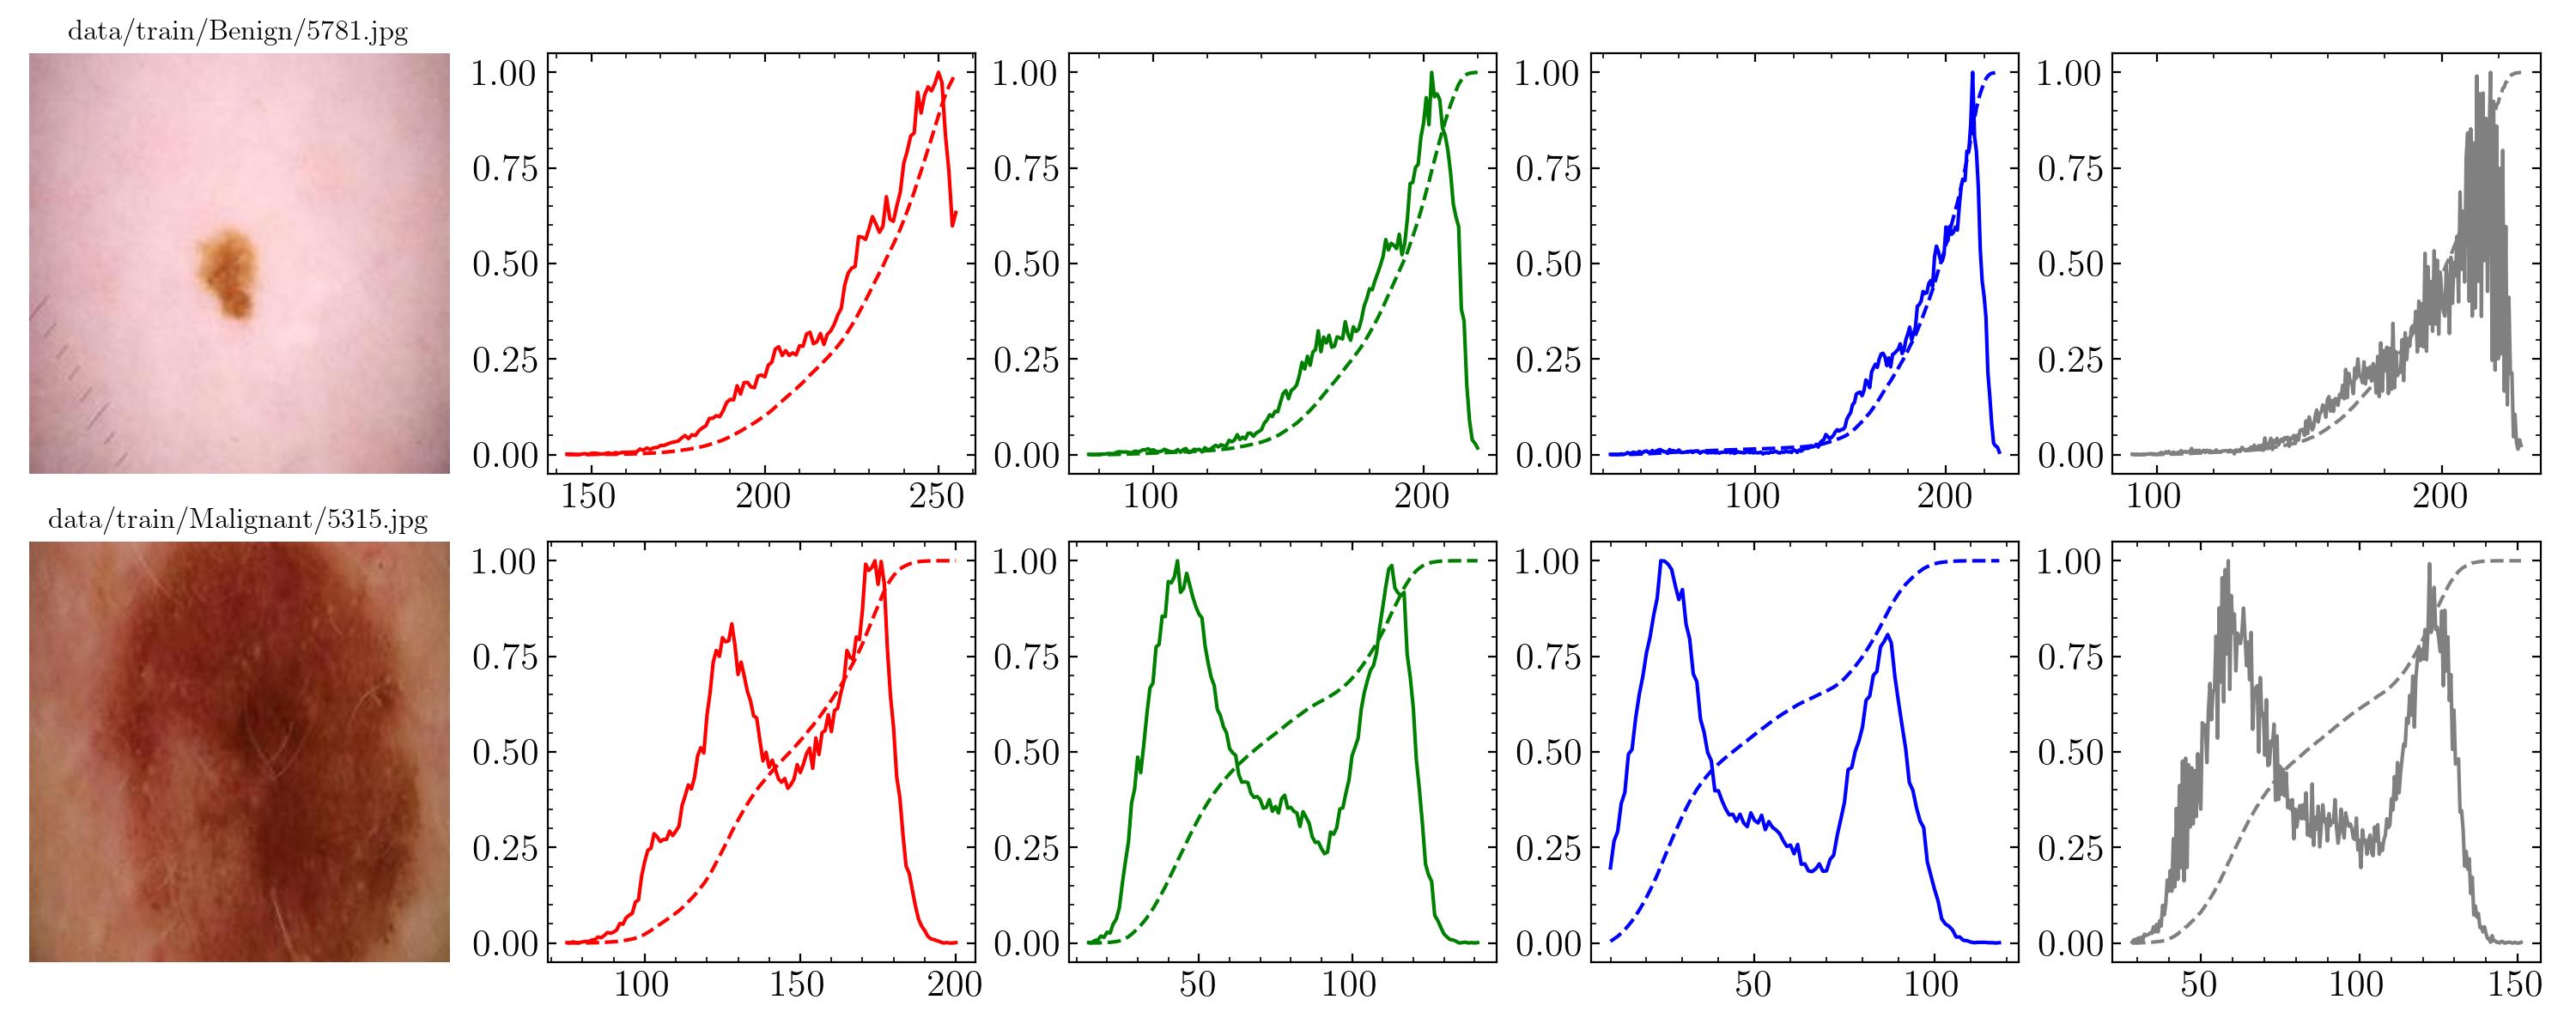 data/train/Benign/5781.jpg
1.00 1.00 1.00 1.00
0.75 0.75 0.75 0.75
0.50 0.50 0.50 0.50
0.25 0.25 0.25 0.25
0.00 0.00 0.00 0.00
150 200 250 100 200 100 200 100 200
data/train/Malignant/5315.jpg
1.00 1.00 1.00 1.00
0.75 0.75 0.75 0.75
0.50 0.50 0.50 0.50
0.25 0.25 0.25 0.25
0.00 0.00 0.00 0.00
100 150 200 50 100 50 100 50 100 150